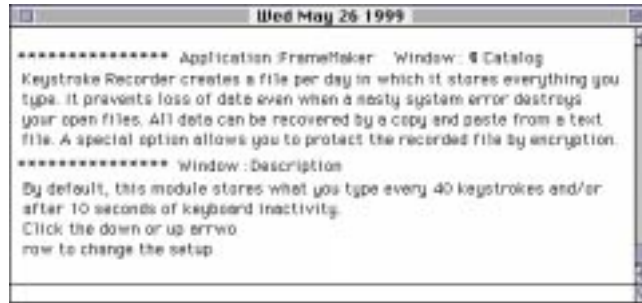 Wed May 26 1999
*************** Application :FrameMaker Window : ¶ Catalog
Keystroke Recorder creates a file per day in which it stores everything you
type. It prevents loss of data even when a nasty system error destroys
your open files. All data can be recovered by a copy and paste from a text
file. A special option allows you to protect the recorded file by encryption.
*************** Window :Description
By default, this module stores what you type every 40 keystrokes and/or
after 10 seconds of keyboard inactivity.
Click the down or up arrwo
row to change the setup